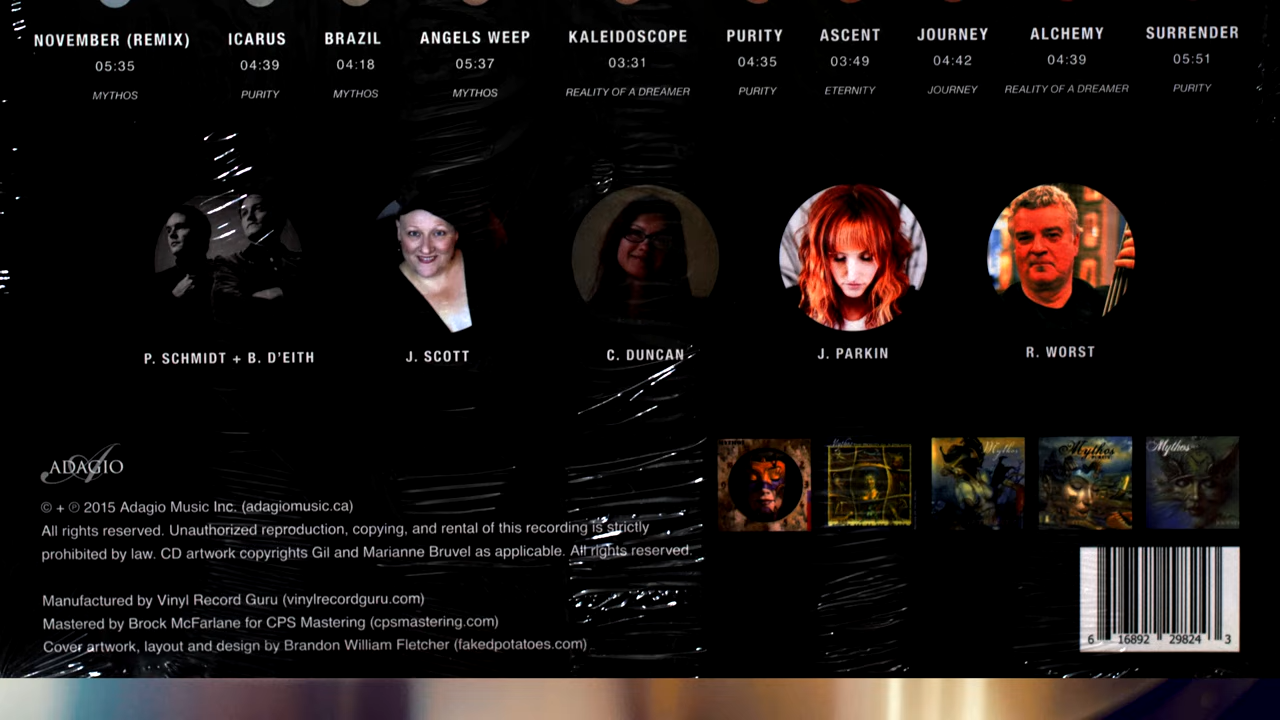 NOVEMBER (REMIX) ICARUS BRAZIL ANGELS WEEP KALEIDOSCOPE PURITY ASCENT JOURNEY ALCHEMY SURRENDER
05:35 04:39 04:18 05:37 03:31 04:35 03:49 04:42 04:39 05:51
MYTHOS PURITY MYTHOS MYTHOS REALITY OF A DREAMER PURITY ETERNITY JOURNEY REALITY OF A DREAMER PURITY
P. SCHMIDT + B. D'EITH J. SCOTT C. DUNCAN J. PARKIN R. WORST
ADAGIO
© + ℗ 2015 Adagio Music Inc. (adagiomusic.ca)
All rights reserved. Unauthorized reproduction, copying, and rental of this recording is strictly
prohibited by law. CD artwork copyrights Gil and Marianne Bruvel as applicable. All rights reserved.
Manufactured by Vinyl Record Guru (vinylrecordguru.com)
Mastered by Brock McFarlane for CPS Mastering (cpsmastering.com)
Cover artwork, layout and design by Brandon William Fletcher (fakedpotatoes.com)
Mythos Mythos Mythos
6 16892 29824 3